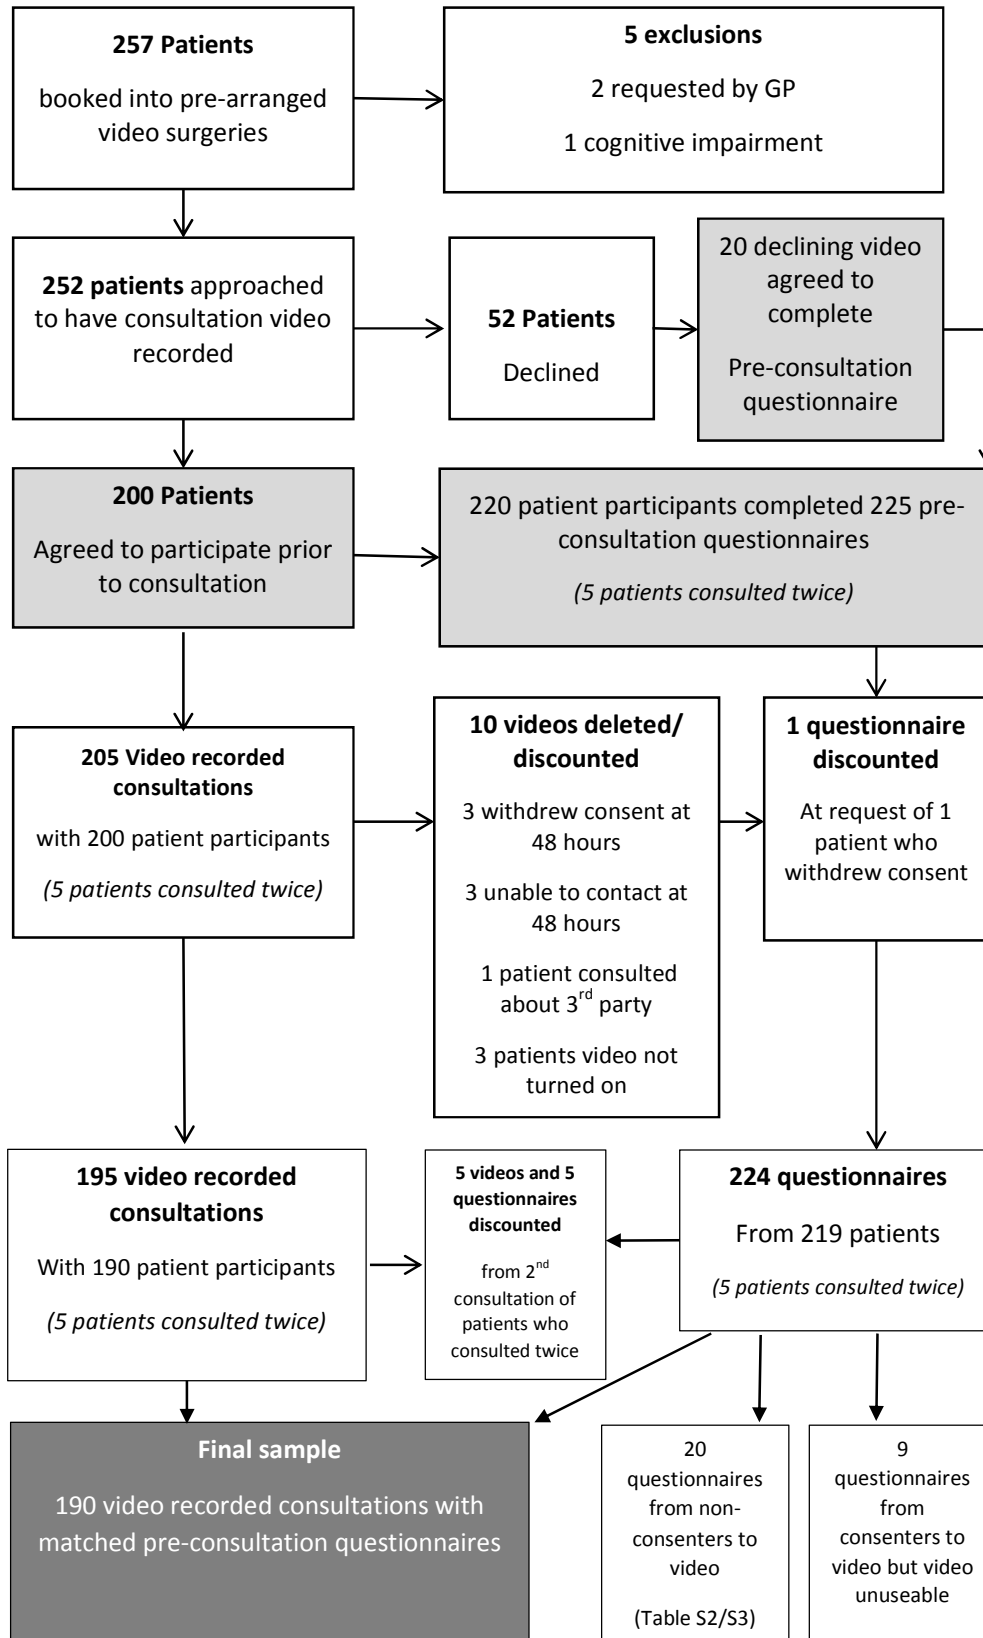 257 Patients
booked into pre-arranged
video surgeries
5 exclusions
2 requested by GP
1 cognitive impairment
252 patients approached
to have consultation video
recorded
52 Patients
Declined
20 declining video
agreed to
complete
Pre-consultation
questionnaire
200 Patients
Agreed to participate prior
to consultation
220 patient participants completed 225 pre-
consultation questionnaires
(5 patients consulted twice)
205 Video recorded
consultations
with 200 patient participants
(5 patients consulted twice)
10 videos deleted/
discounted
3 withdrew consent at
48 hours
3 unable to contact at
48 hours
1 patient consulted
about 3rd party
3 patients video not
turned on
1 questionnaire
discounted
At request of 1
patient who
withdrew consent
195 video recorded
consultations
With 190 patient participants
(5 patients consulted twice)
5 videos and 5
questionnaires
discounted
from 2nd
consultation of
patients who
consulted twice
224 questionnaires
From 219 patients
(5 patients consulted twice)
Final sample
190 video recorded consultations with
matched pre-consultation questionnaires
20
questionnaires
from non-
consenters to
video
(Table S2/S3)
9
questionnaires
from
consenters to
video but video
unuseable